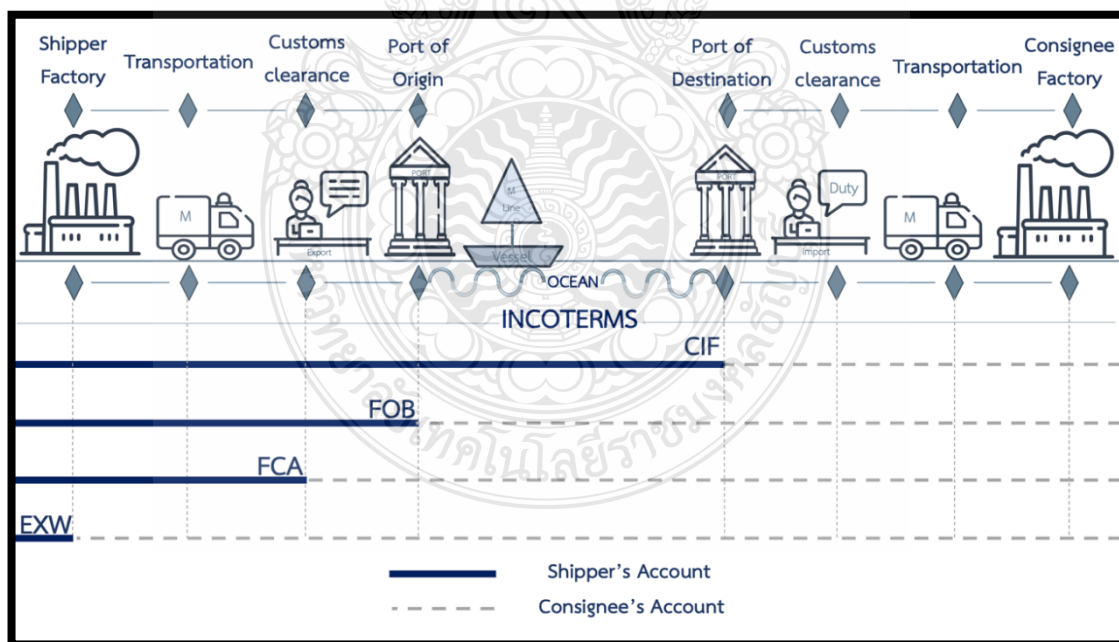 Shipper
Factory
Transportation
Customs
clearance
Port of
Origin
Port of
Destination
Customs
clearance
Transportation
Consignee
Factory
M
Export
PORT
M
Line
Vessel
PORT
Duty
Import
M
OCEAN
INCOTERMS
CIF
FOB
FCA
EXW
Shipper's Account
Consignee's Account